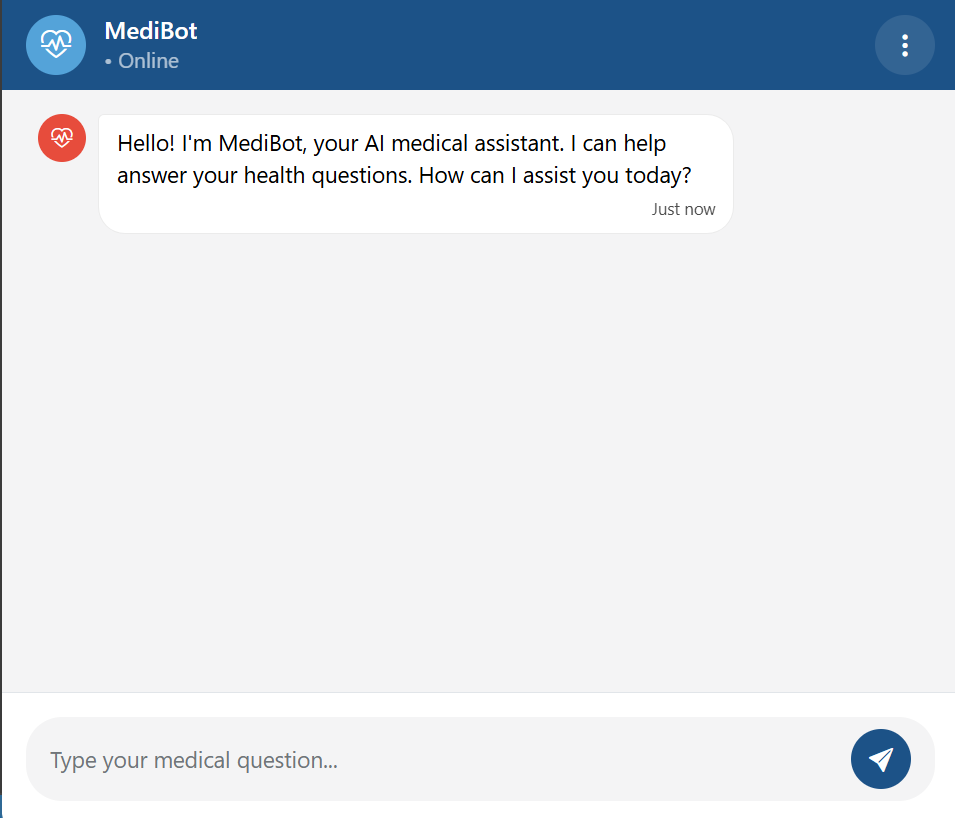 MediBot
• Online
Hello! I'm MediBot, your AI medical assistant. I can help
answer your health questions. How can I assist you today?
Just now
Type your medical question...